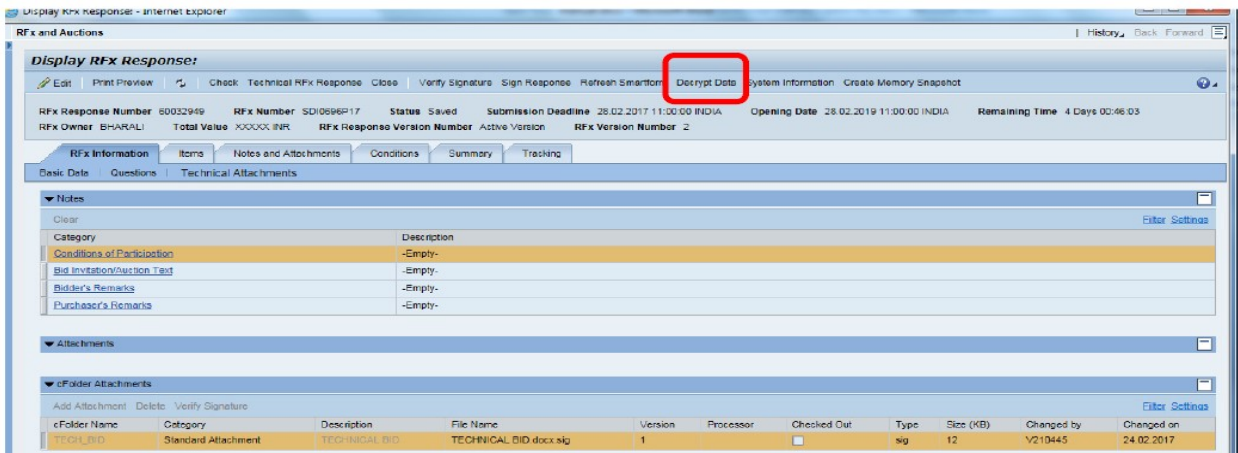 Display RFx Response: - Internet Explorer
RFx and Auctions | History Back Forward
Display RFx Response:
Edit | Print Preview | Check Technical RFx Response Close | Verify Signature Sign Response Refresh Smartform Decrypt Data System Information Create Memory Snapshot
RFx Response Number 60032949 RFx Number SDI0696P17 Status Saved Submission Deadline 28.02.2017 11:00:00 INDIA Opening Date 28.02.2019 11:00:00 INDIA Remaining Time 4 Days 00:46:03
RFx Owner BHARALI Total Value XXXXX INR RFx Response Version Number Active Version RFx Version Number 2
RFx Information Items Notes and Attachments Conditions Summary Tracking
Basic Data | Questions | Technical Attachments
Notes
Clear Filter Settings
Category Description
Conditions of Participation -Empty-
Bid Invitation/Auction Text -Empty-
Bidder's Remarks -Empty-
Purchaser's Remarks -Empty-
Attachments
cFolder Attachments
Add Attachment Delete Verify Signature Filter Settings
cFolder Name Category Description File Name Version Processor Checked Out Type Size (KB) Changed by Changed on
TECH_BID Standard Attachment TECHNICAL BID TECHNICAL BID.docx.sig 1 sig 12 V210445 24.02.2017